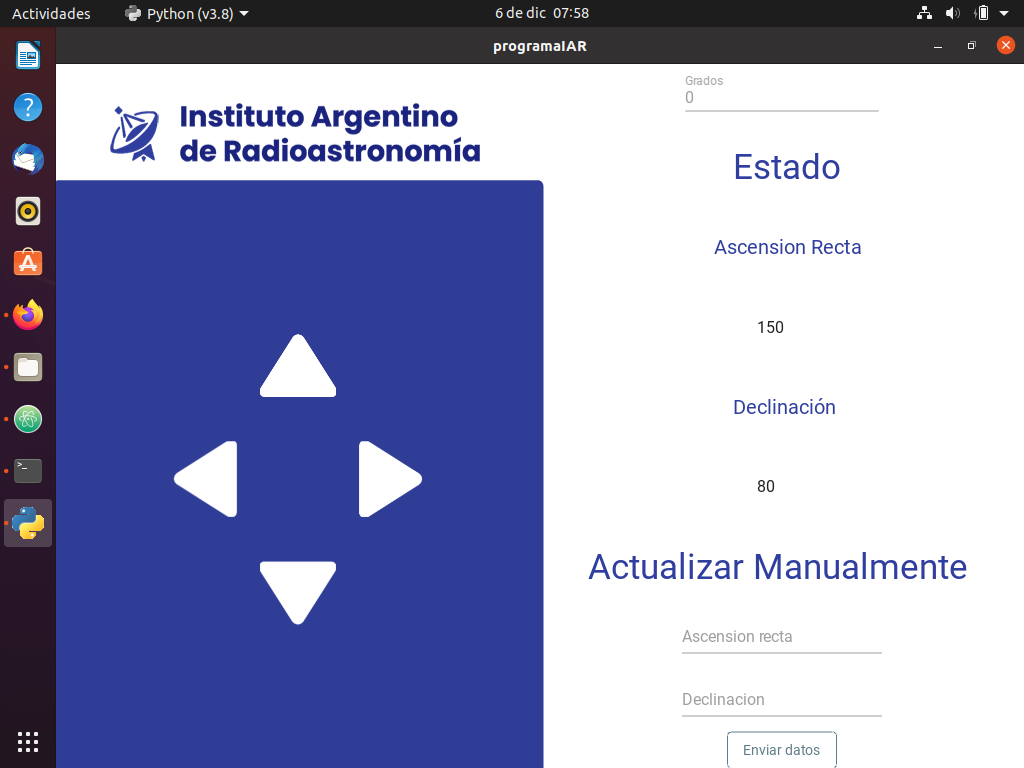 Actividades
Python (v3.8)
6 de dic 07:58
programaIAR
Instituto Argentino
de Radioastronomía
Grados
0
Estado
Ascension Recta
150
Declinación
80
Actualizar Manualmente
Ascension recta
Declinacion
Enviar datos